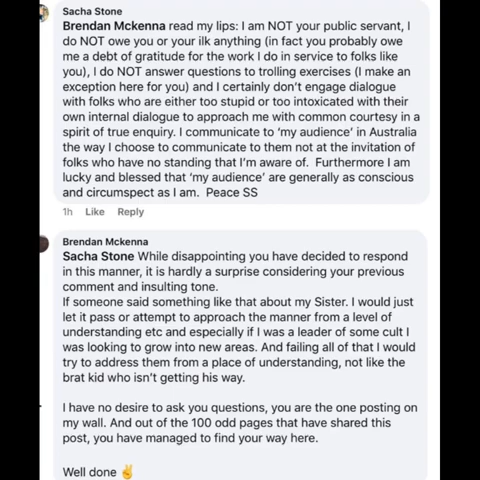 Sacha Stone
Brendan Mckenna read my lips: I am NOT your public servant, I
do NOT owe you or your ilk anything (in fact you probably owe
me a debt of gratitude for the work I do in service to folks like
you), I do NOT answer questions to trolling exercises (I make an
exception here for you) and I certainly don't engage dialogue
with folks who are either too stupid or too intoxicated with their
own internal dialogue to approach me with common courtesy in a
spirit of true enquiry. I communicate to 'my audience' in Australia
the way I choose to communicate to them not at the invitation of
folks who have no standing that I'm aware of.  Furthermore I am
lucky and blessed that 'my audience' are generally as conscious
and circumspect as I am.  Peace SS
1h Like Reply
Brendan Mckenna
Sacha Stone While disappointing you have decided to respond
in this manner, it is hardly a surprise considering your previous
comment and insulting tone.
If someone said something like that about my Sister. I would just
let it pass or attempt to approach the manner from a level of
understanding etc and especially if I was a leader of some cult I
was looking to grow into new areas. And failing all of that I would
try to address them from a place of understanding, not like the
brat kid who isn't getting his way.
I have no desire to ask you questions, you are the one posting on
my wall. And out of the 100 odd pages that have shared this
post, you have managed to find your way here.
Well done ✌️